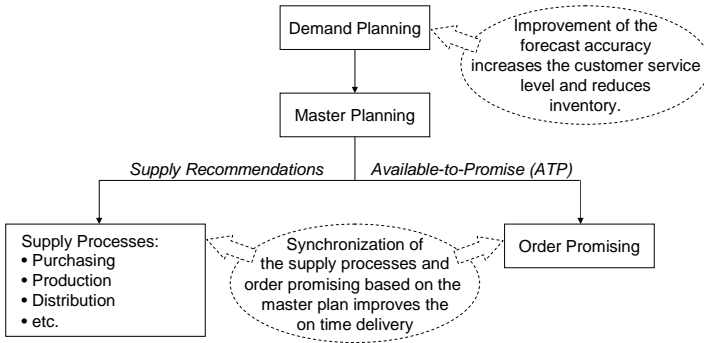 Demand Planning
Improvement of the
forecast accuracy
increases the customer service
level and reduces
inventory.
Master Planning
Supply Recommendations
Available-to-Promise (ATP)
Supply Processes:
• Purchasing
• Production
• Distribution
• etc.
Synchronization of
the supply processes and
order promising based on the
master plan improves the
on time delivery
Order Promising